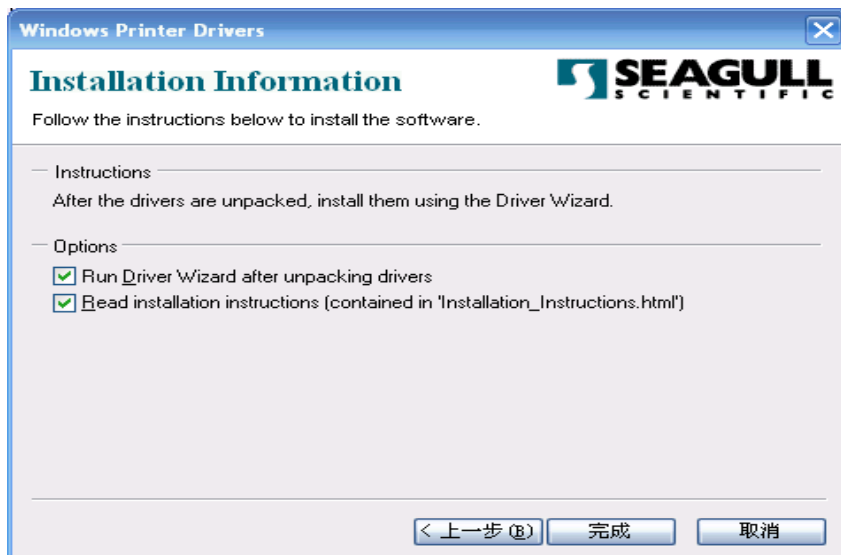 Windows Printer Drivers
Installation Information
SEAGULL
SCIENTIFIC
Follow the instructions below to install the software.
Instructions
After the drivers are unpacked, install them using the Driver Wizard.
Options
Run Driver Wizard after unpacking drivers
Read installation instructions (contained in 'Installation_Instructions.html')
< 上一步(B) 完成 取消